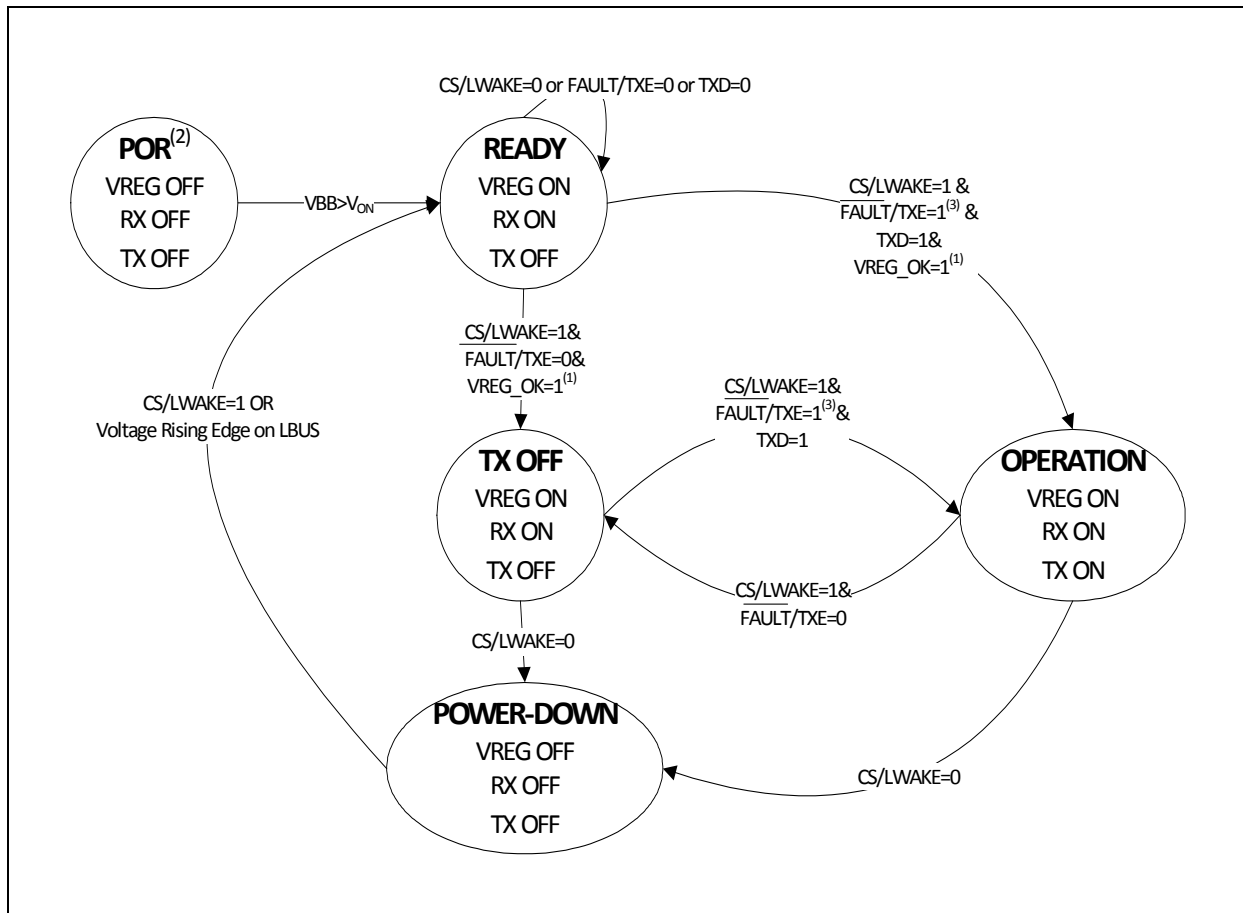 CS/LWAKE=0 or FAULT/TXE=0 or TXD=0
POR(2)
VREG OFF
RX OFF
TX OFF
VBB>VON
READY
VREG ON
RX ON
TX OFF
CS/LWAKE=1 &
FAULT/TXE=1(3) &
TXD=1&
VREG_OK=1(1)
CS/LWAKE=1&
FAULT/TXE=0&
VREG_OK=1(1)
CS/LWAKE=1 OR
Voltage Rising Edge on LBUS
CS/LWAKE=1&
FAULT/TXE=1(3)&
TXD=1
TX OFF
VREG ON
RX ON
TX OFF
OPERATION
VREG ON
RX ON
TX ON
CS/LWAKE=1&
FAULT/TXE=0
CS/LWAKE=0
POWER-DOWN
VREG OFF
RX OFF
TX OFF
CS/LWAKE=0